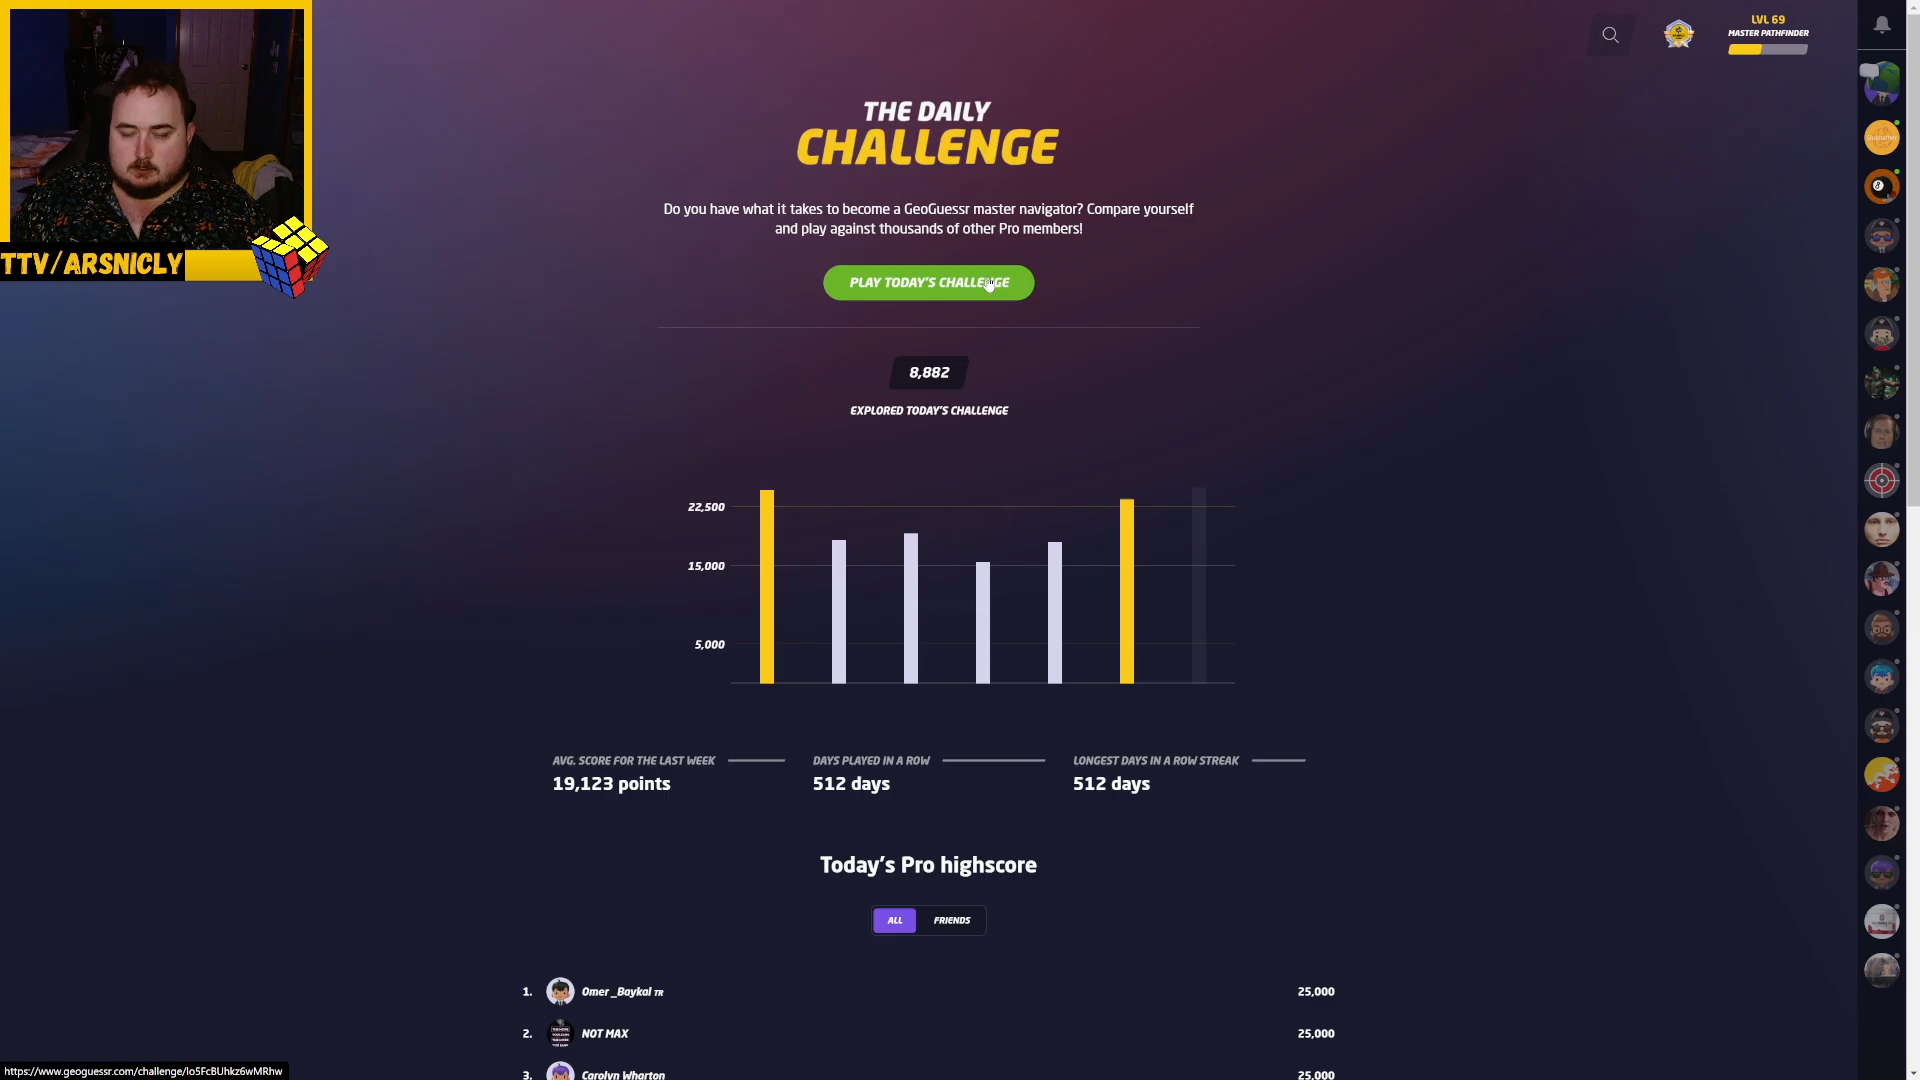 LVL 69
MASTER PATHFINDER
THE DAILY
CHALLENGE
Do you have what it takes to become a GeoGuessr master navigator? Compare yourself
and play against thousands of other Pro members!
TTV/ARSNICLY
PLAY TODAY'S CHALLENGE
8,882
EXPLORED TODAY'S CHALLENGE
22,500
15,000
5,000
AVG. SCORE FOR THE LAST WEEK
19,123 points
DAYS PLAYED IN A ROW
512 days
LONGEST DAYS IN A ROW STREAK
512 days
Today's Pro highscore
ALL
FRIENDS
1. Omer_Baykal TR 25,000
2. NOT MAX 25,000
3. Carolyn Wharton 25,000
https://www.geoguessr.com/challenge/Io5FcBUhkz6wMRhw